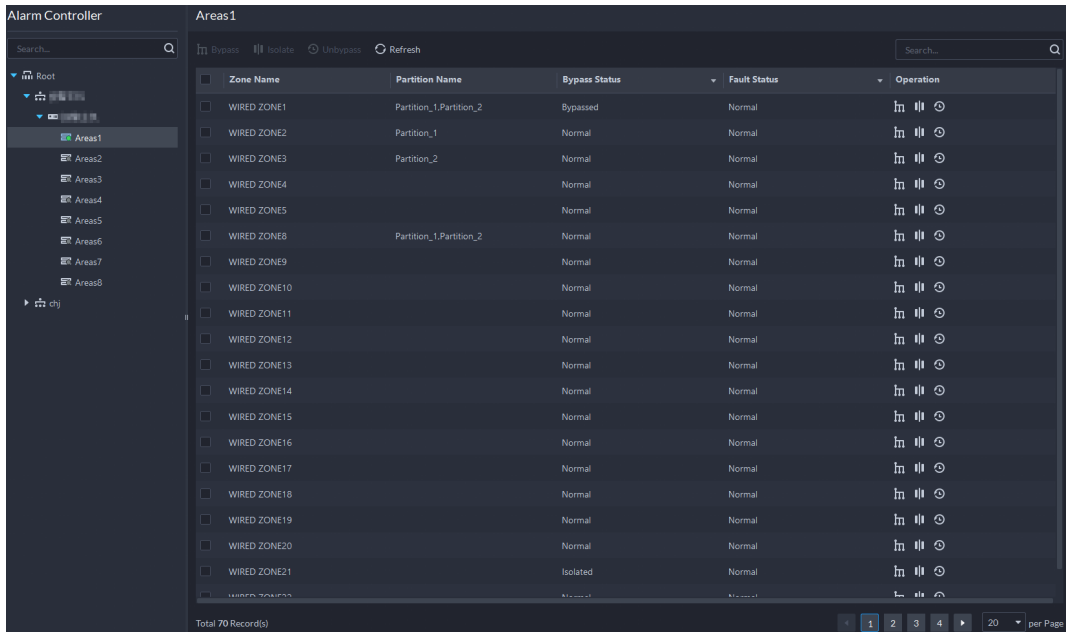 Alarm Controller
Areas1
Search...
Bypass Isolate Unbypass Refresh
Search...
Root
Areas1
Areas2
Areas3
Areas4
Areas5
Areas6
Areas7
Areas8
chj
Zone Name Partition Name Bypass Status Fault Status Operation
WIRED ZONE1 Partition_1,Partition_2 Bypassed Normal
WIRED ZONE2 Partition_1 Normal Normal
WIRED ZONE3 Partition_2 Normal Normal
WIRED ZONE4 Normal Normal
WIRED ZONE5 Normal Normal
WIRED ZONE8 Partition_1,Partition_2 Normal Normal
WIRED ZONE9 Normal Normal
WIRED ZONE10 Normal Normal
WIRED ZONE11 Normal Normal
WIRED ZONE12 Normal Normal
WIRED ZONE13 Normal Normal
WIRED ZONE14 Normal Normal
WIRED ZONE15 Normal Normal
WIRED ZONE16 Normal Normal
WIRED ZONE17 Normal Normal
WIRED ZONE18 Normal Normal
WIRED ZONE19 Normal Normal
WIRED ZONE20 Normal Normal
WIRED ZONE21 Isolated Normal
WIRED ZONE22 Normal Normal
Total 70 Record(s)
1 2 3 4 20 per Page